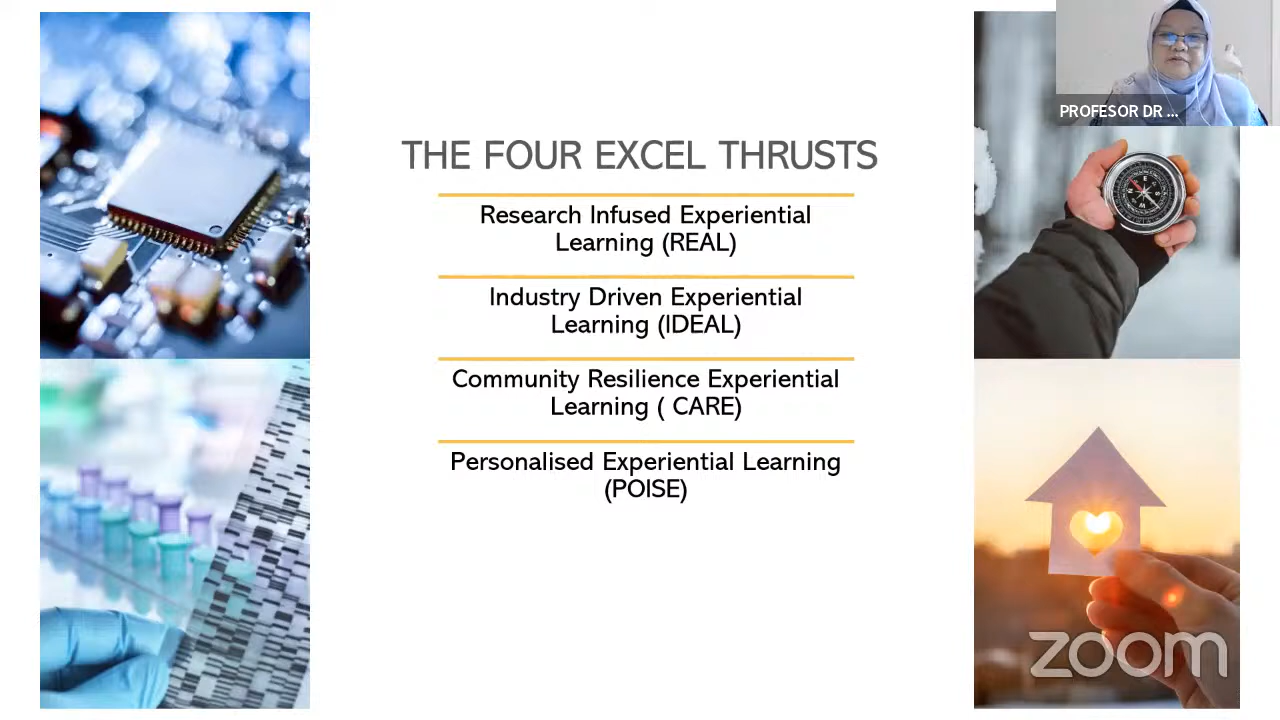 PROFESOR DR ...
THE FOUR EXCEL THRUSTS
Research Infused Experiential
Learning (REAL)
Industry Driven Experiential
Learning (IDEAL)
Community Resilience Experiential
Learning ( CARE)
Personalised Experiential Learning
(POISE)
zoom